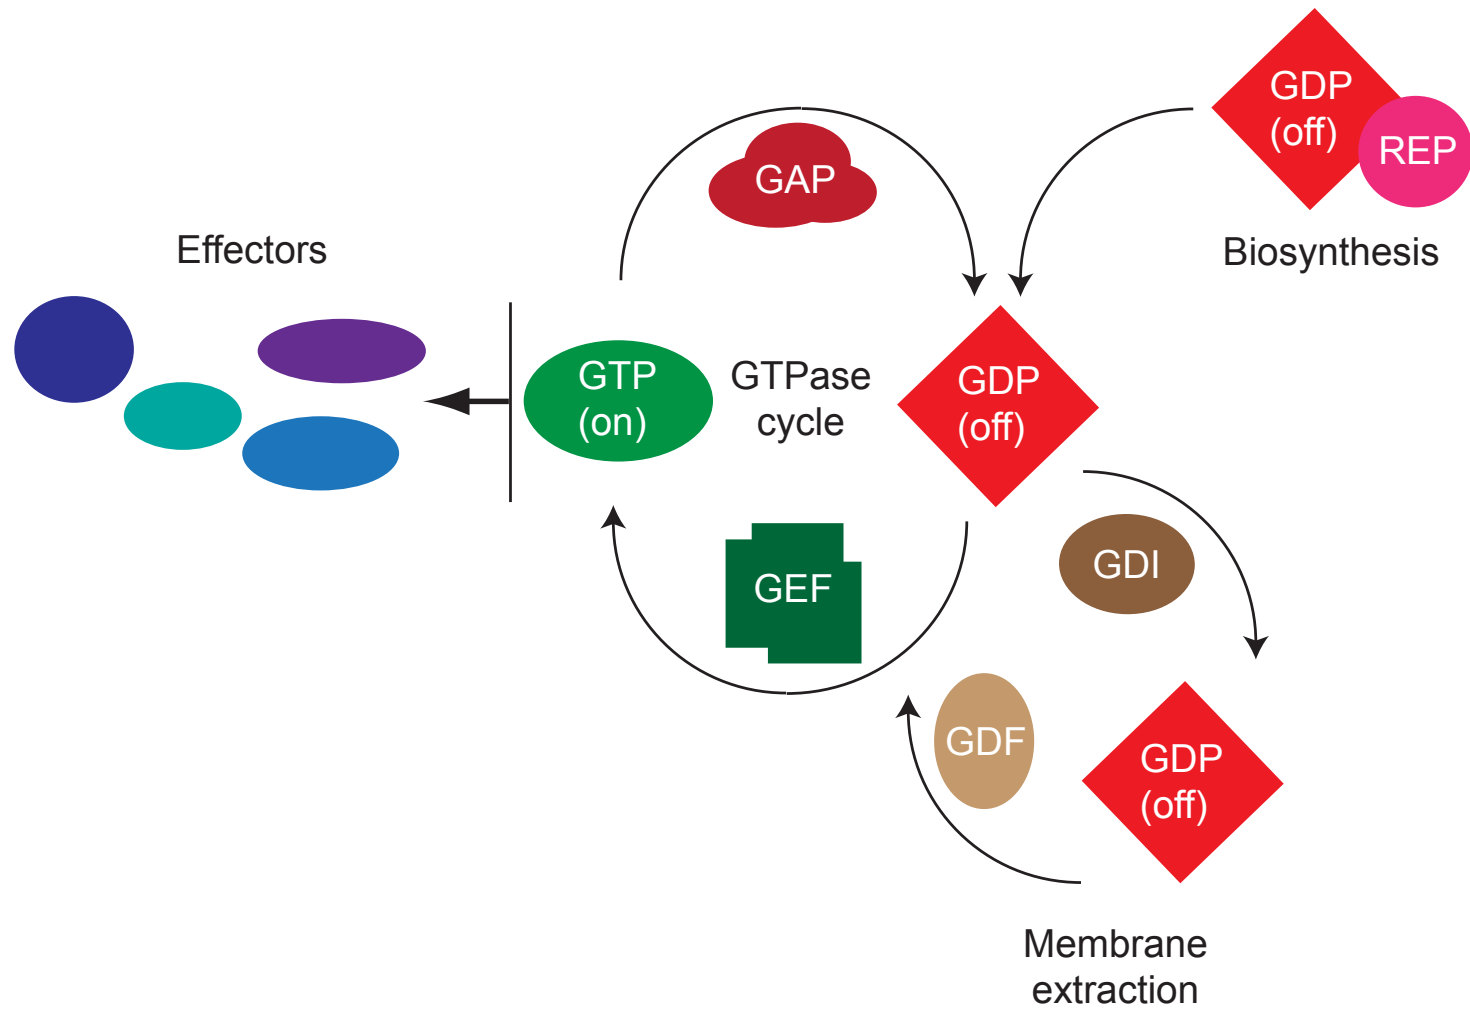 GDP
(off)
REP
Biosynthesis
GAP
Effectors
GTP
(on)
GTPase
cycle
GDP
(off)
GEF
GDI
GDF
GDP
(off)
Membrane
extraction